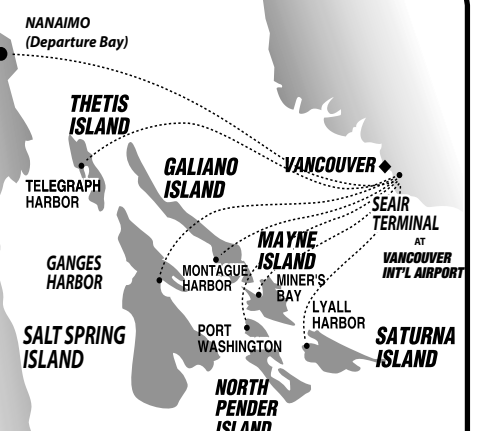 NANAIMO
(Departure Bay)
THETIS
ISLAND
TELEGRAPH
HARBOR
GALIANO
ISLAND
VANCOUVER
SEAIR
TERMINAL
AT
VANCOUVER
INT'L AIRPORT
MAYNE
ISLAND
GANGES
HARBOR
MONTAGUE
HARBOR
MINER'S
BAY
LYALL
HARBOR
SALT SPRING
ISLAND
PORT
WASHINGTON
SATURNA
ISLAND
NORTH
PENDER
ISLAND